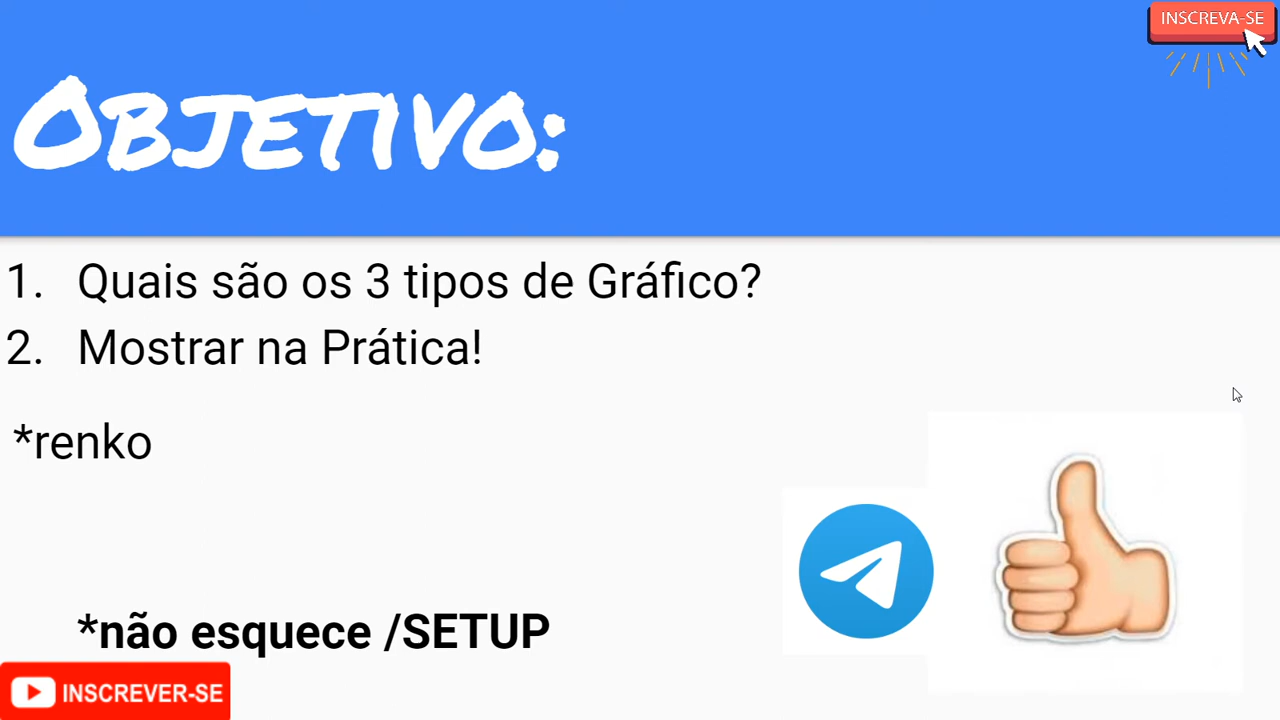 INSCREVA-SE
OBJETIVO:
1. Quais são os 3 tipos de Gráfico?
2. Mostrar na Prática!
*renko
*não esquece /SETUP
INSCREVER-SE